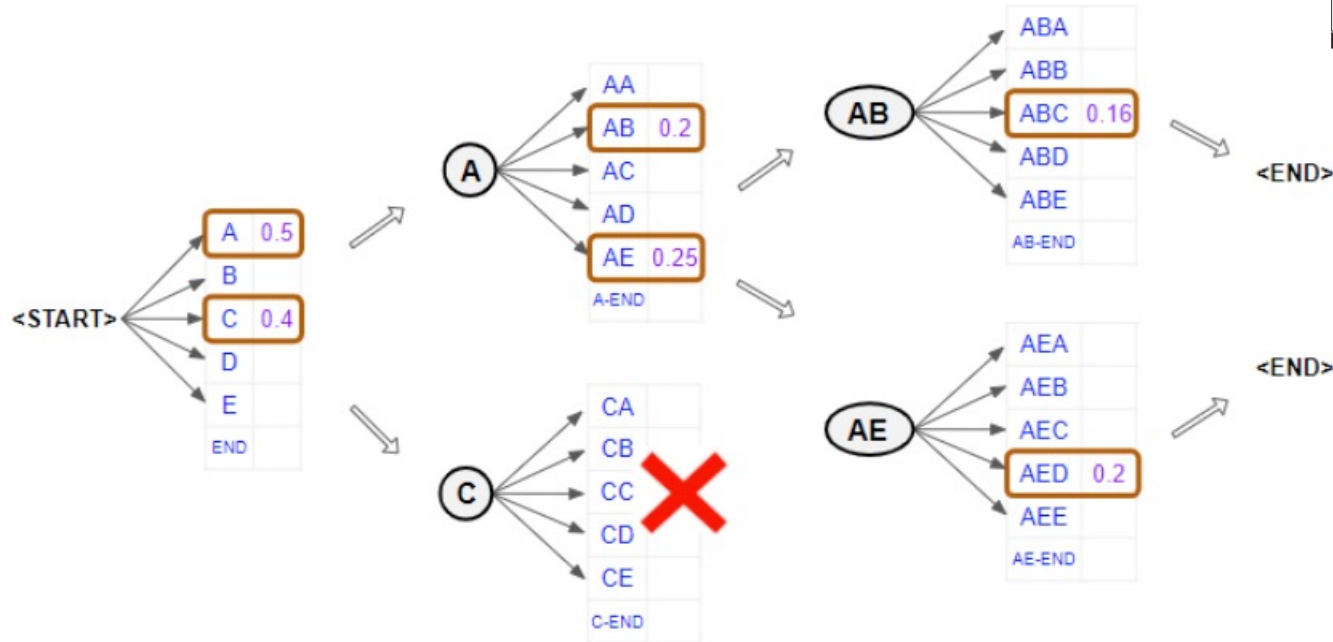 <START>
A 0.5
B
C 0.4
D
E
END
A
AA
AB 0.2
AC
AD
AE 0.25
A-END
C
CA
CB
CC
CD
CE
C-END
AB
ABA
ABB
ABC 0.16
ABD
ABE
AB-END
<END>
AE
AEA
AEB
AEC
AED 0.2
AEE
AE-END
<END>